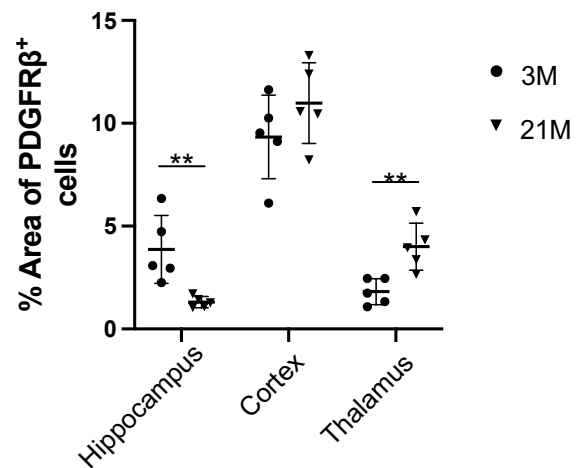 15
10
5
0
% Area of PDGFRβ⁺
cells
**
**
3M
21M
Hippocampus
Cortex
Thalamus